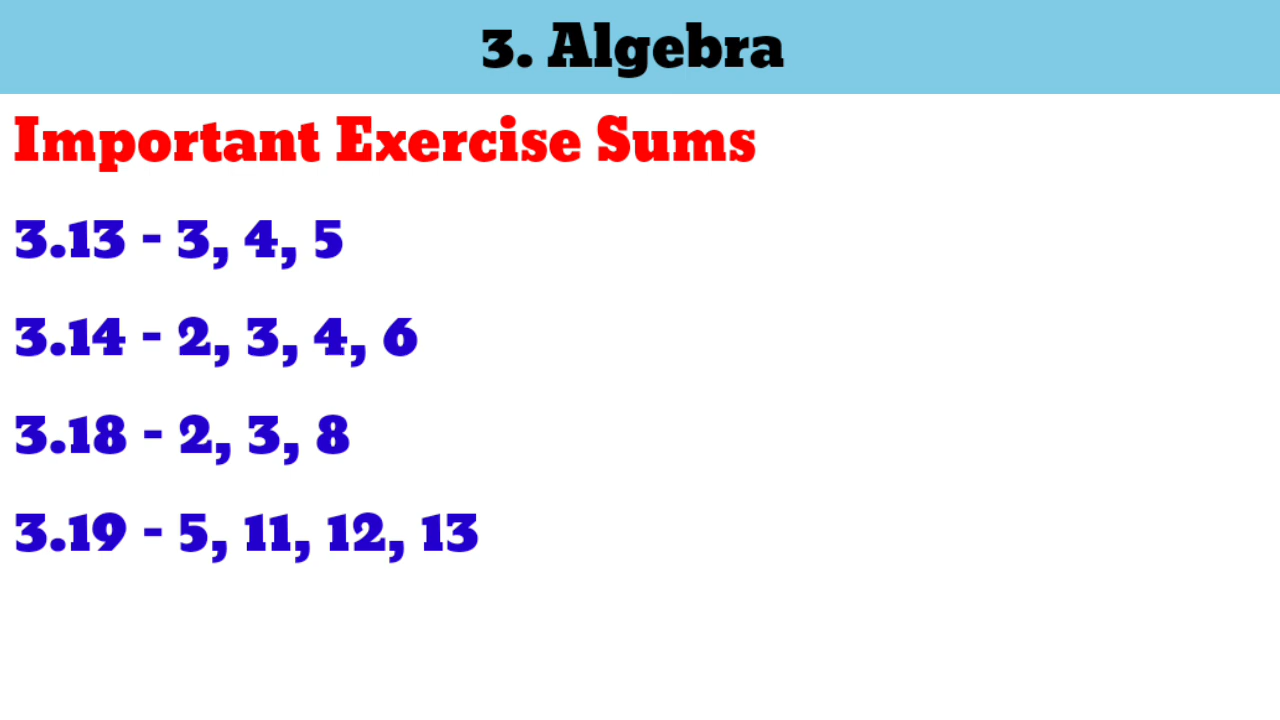 3. Algebra
Important Exercise Sums
3.13 - 3, 4, 5
3.14 - 2, 3, 4, 6
3.18 - 2, 3, 8
3.19 - 5, 11, 12, 13